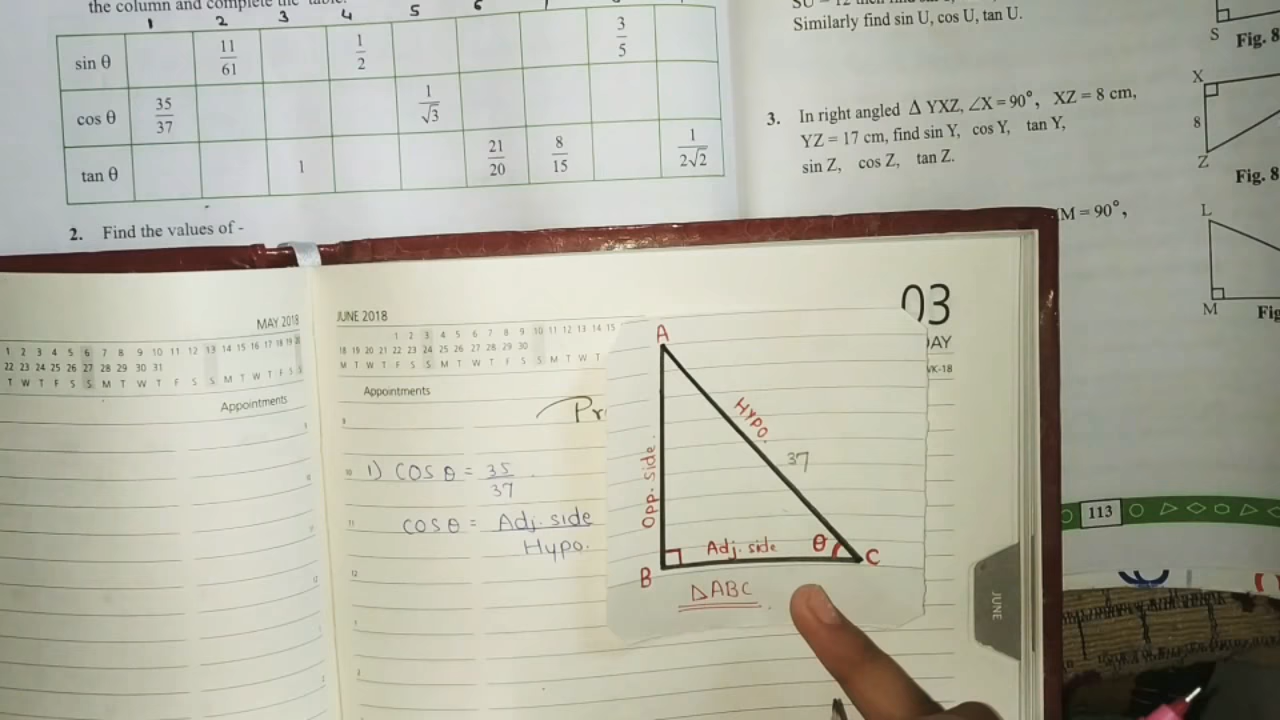 the column and complete the table.
1 2 3 4 5 6
sin θ 11/61 1/2 3/5
cos θ 35/37 1/√3
tan θ 1 21/20 8/15 1/2√2
2. Find the values of -
Similarly find sin U, cos U, tan U.
S Fig. 8
3. In right angled Δ YXZ, ∠X = 90°, XZ = 8 cm,
YZ = 17 cm, find sin Y, cos Y, tan Y,
sin Z, cos Z, tan Z.
X
8
Z
Fig. 8
M = 90°,
L
M
113
MAY 2018
1 2 3 4 5 6 7 8 9 10 11 12 13 14 15 16 17 18 19 20
22 23 24 25 26 27 28 29 30 31
T W T F S S M T W T F S S M T W T F S S
Appointments
JUNE 2018
1 2 3 4 5 6 7 8 9 10 11 12 13 14 15
18 19 20 21 22 23 24 25 26 27 28 29 30
M T W T F S S M T W T F S S M T W T
Appointments
03
WK-18
1) cos θ = 35/37
cos θ = Adj. side/Hypo.
A
Hypo.
37
Opp. side.
Adj. side θ
B C
ΔABC
JUNE